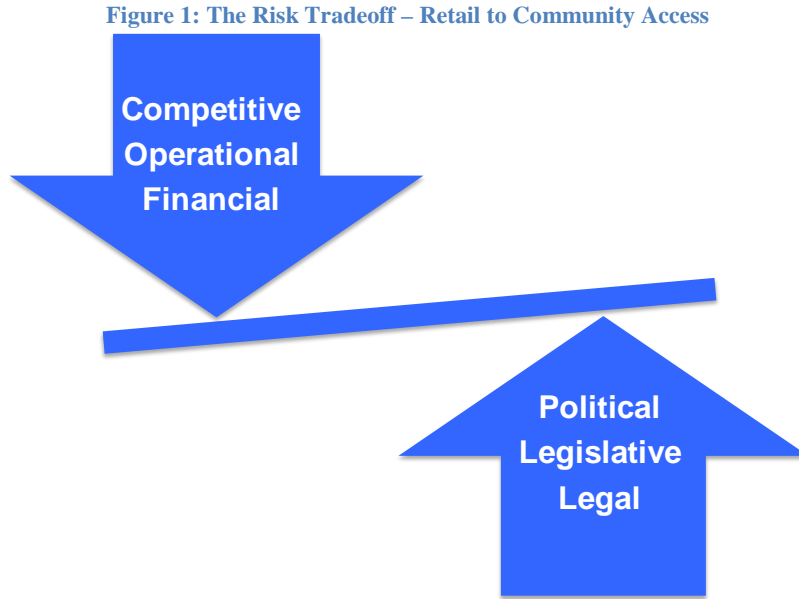 Figure 1: The Risk Tradeoff – Retail to Community Access
Competitive
Operational
Financial
Political
Legislative
Legal